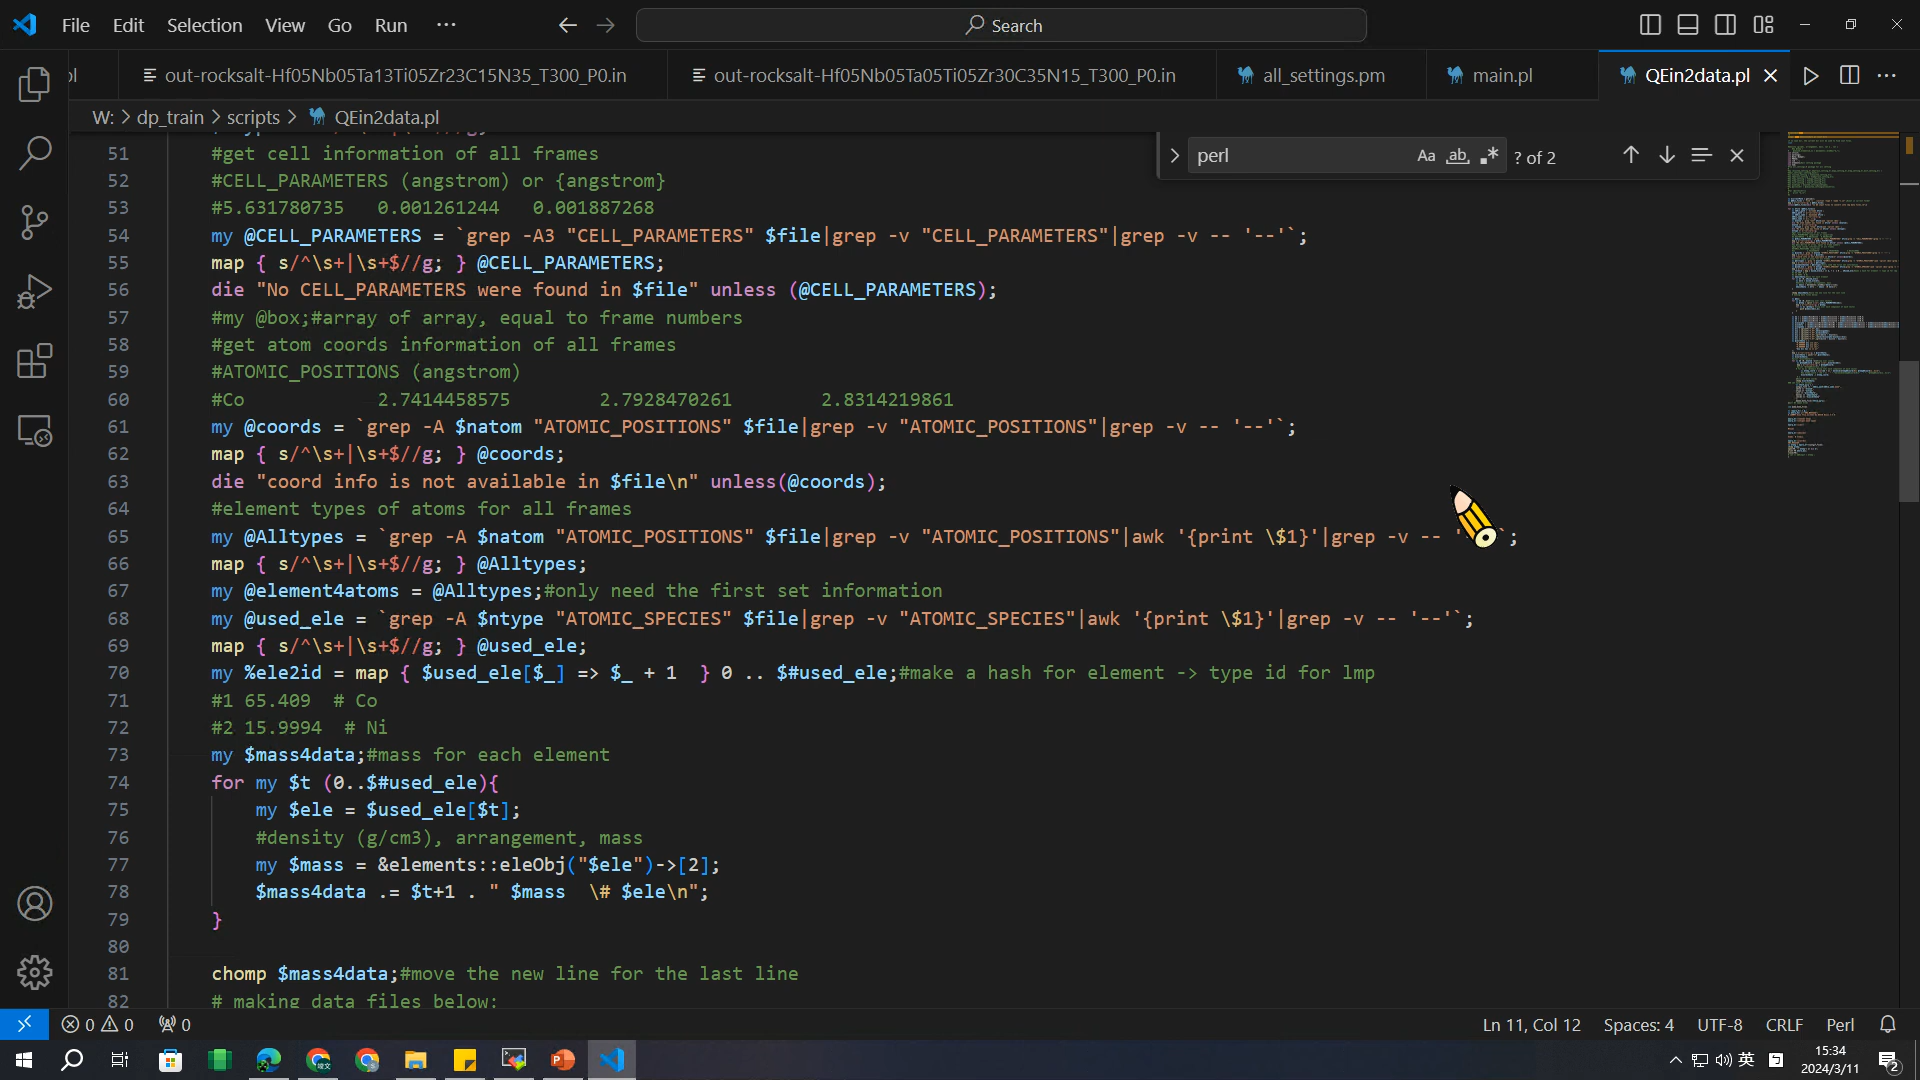 File Edit Selection View Go Run ··· Search
pl out-rocksalt-Hf05Nb05Ta13Ti05Zr23C15N35_T300_P0.in out-rocksalt-Hf05Nb05Ta05Ti05Zr30C35N15_T300_P0.in all_settings.pm main.pl QEin2data.pl
W: > dp_train > scripts > QEin2data.pl
perl Aa ab ? of 2
51 #get cell information of all frames
52 #CELL_PARAMETERS (angstrom) or {angstrom}
53 #5.631780735   0.001261244   0.001887268
54 my @CELL_PARAMETERS = `grep -A3 "CELL_PARAMETERS" $file|grep -v "CELL_PARAMETERS"|grep -v -- '--'`;
55 map { s/^\s+|\s+$//g; } @CELL_PARAMETERS;
56 die "No CELL_PARAMETERS were found in $file" unless (@CELL_PARAMETERS);
57 #my @box;#array of array, equal to frame numbers
58 #get atom coords information of all frames
59 #ATOMIC_POSITIONS (angstrom)
60 #Co            2.7414458575        2.7928470261        2.8314219861
61 my @coords = `grep -A $natom "ATOMIC_POSITIONS" $file|grep -v "ATOMIC_POSITIONS"|grep -v -- '--'`;
62 map { s/^\s+|\s+$//g; } @coords;
63 die "coord info is not available in $file\n" unless(@coords);
64 #element types of atoms for all frames
65 my @Alltypes = `grep -A $natom "ATOMIC_POSITIONS" $file|grep -v "ATOMIC_POSITIONS"|awk '{print \$1}'|grep -v -- ' `;
66 map { s/^\s+|\s+$//g; } @Alltypes;
67 my @element4atoms = @Alltypes;#only need the first set information
68 my @used_ele = `grep -A $ntype "ATOMIC_SPECIES" $file|grep -v "ATOMIC_SPECIES"|awk '{print \$1}'|grep -v -- '--'`;
69 map { s/^\s+|\s+$//g; } @used_ele;
70 my %ele2id = map { $used_ele[$_] => $_ + 1  } 0 .. $#used_ele;#make a hash for element -> type id for lmp
71 #1 65.409  # Co
72 #2 15.9994  # Ni
73 my $mass4data;#mass for each element
74 for my $t (0..$#used_ele){
75     my $ele = $used_ele[$t];
76     #density (g/cm3), arrangement, mass
77     my $mass = &elements::eleObj("$ele")->[2];
78     $mass4data .= $t+1 . " $mass  \# $ele\n";
79 }
80
81 chomp $mass4data;#move the new line for the last line
82 # making data files below:
0 0 0 Ln 11, Col 12 Spaces: 4 UTF-8 CRLF Perl
英 15:34
2024/3/11 2